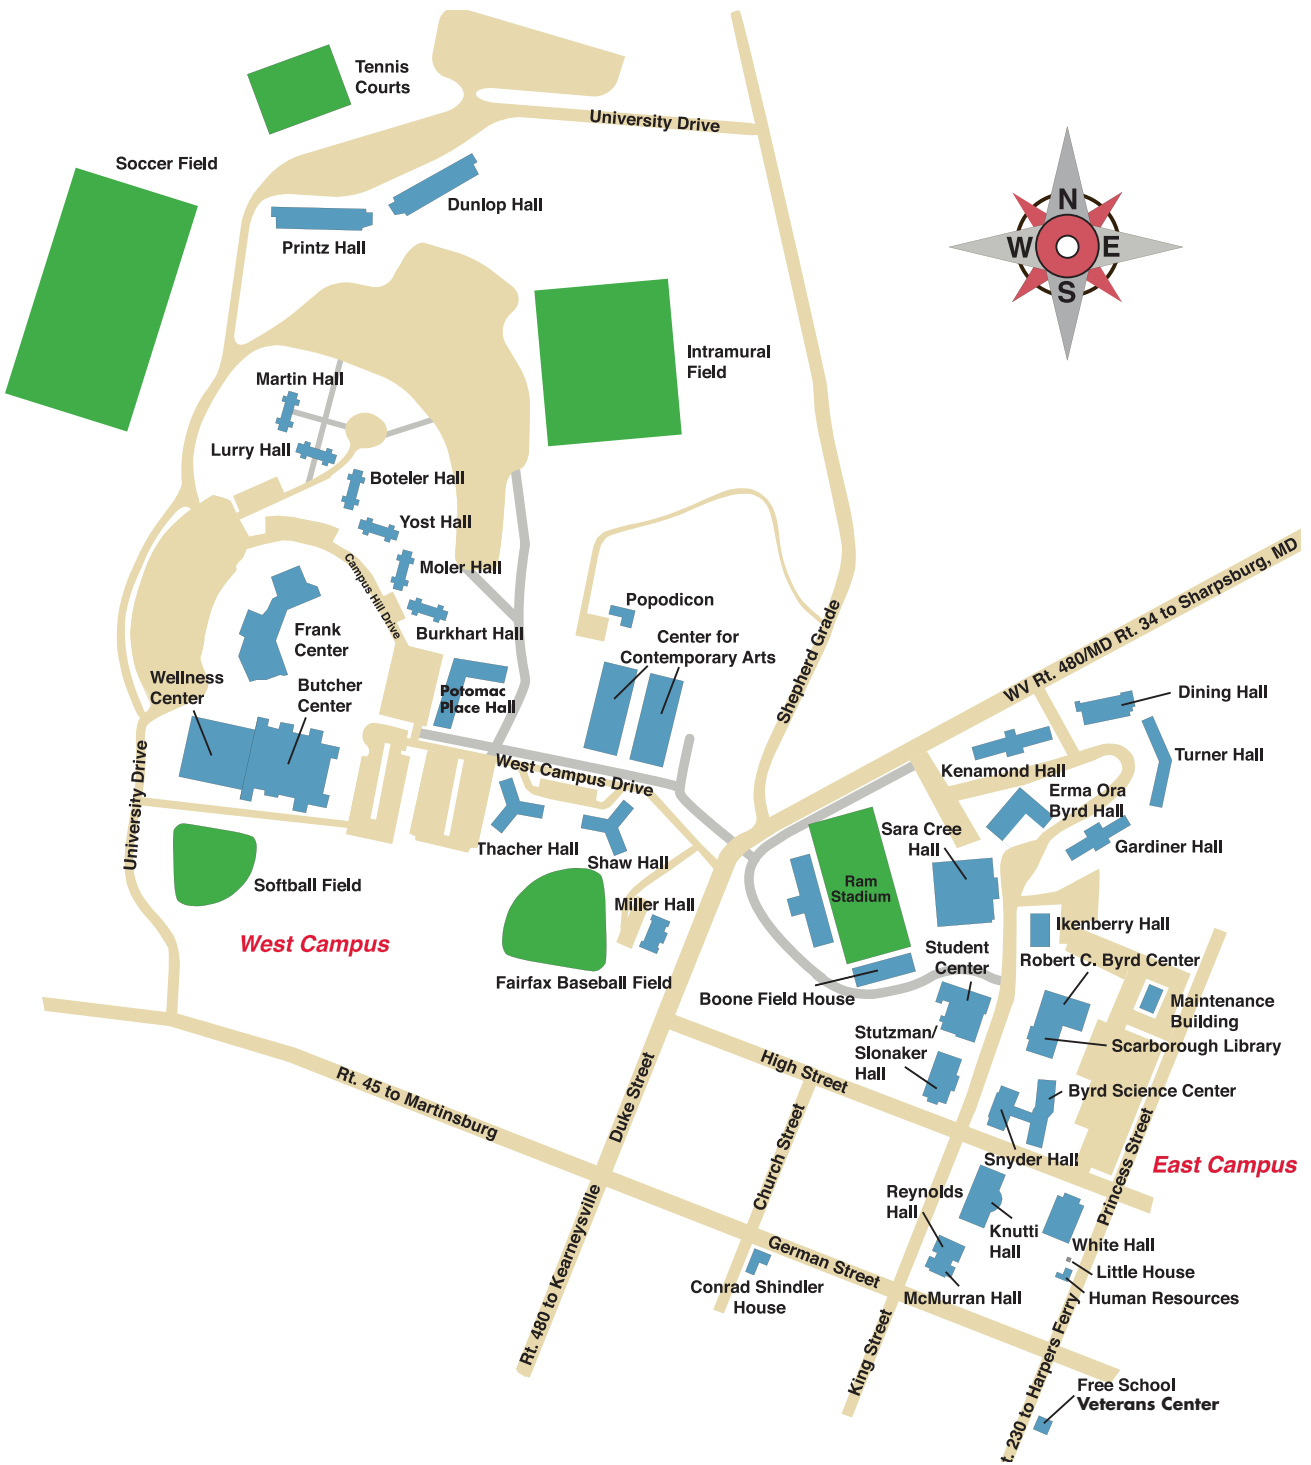 Tennis
Courts
University Drive
Soccer Field
Dunlop Hall
Printz Hall
N
W
E
S
Intramural
Field
Martin Hall
Lurry Hall
Boteler Hall
Yost Hall
Moler Hall
Campus Hill Drive
Burkhart Hall
Popodicon
Center for
Contemporary Arts
Shepherd Grade
WV Rt. 480/MD Rt. 34 to Sharpsburg, MD
Frank
Center
Wellness
Center
Butcher
Center
Potomac
Place Hall
Dining Hall
Turner Hall
Kenamond Hall
Erma Ora
Byrd Hall
Gardiner Hall
West Campus Drive
University Drive
Sara Cree
Hall
Thacher Hall
Shaw Hall
Softball Field
Ram
Stadium
Miller Hall
West Campus
Fairfax Baseball Field
Ikenberry Hall
Student
Center
Robert C. Byrd Center
Boone Field House
Maintenance
Building
Stutzman/
Slonaker
Hall
Scarborough Library
High Street
Duke Street
Rt. 45 to Martinsburg
Byrd Science Center
Church Street
Snyder Hall
Princess Street
East Campus
Reynolds
Hall
Knutti
Hall
White Hall
Little House
Human Resources
German Street
Conrad Shindler
House
McMurran Hall
Rt. 480 to Kearneysville
King Street
Free School
Veterans Center
t. 230 to Harpers Ferry